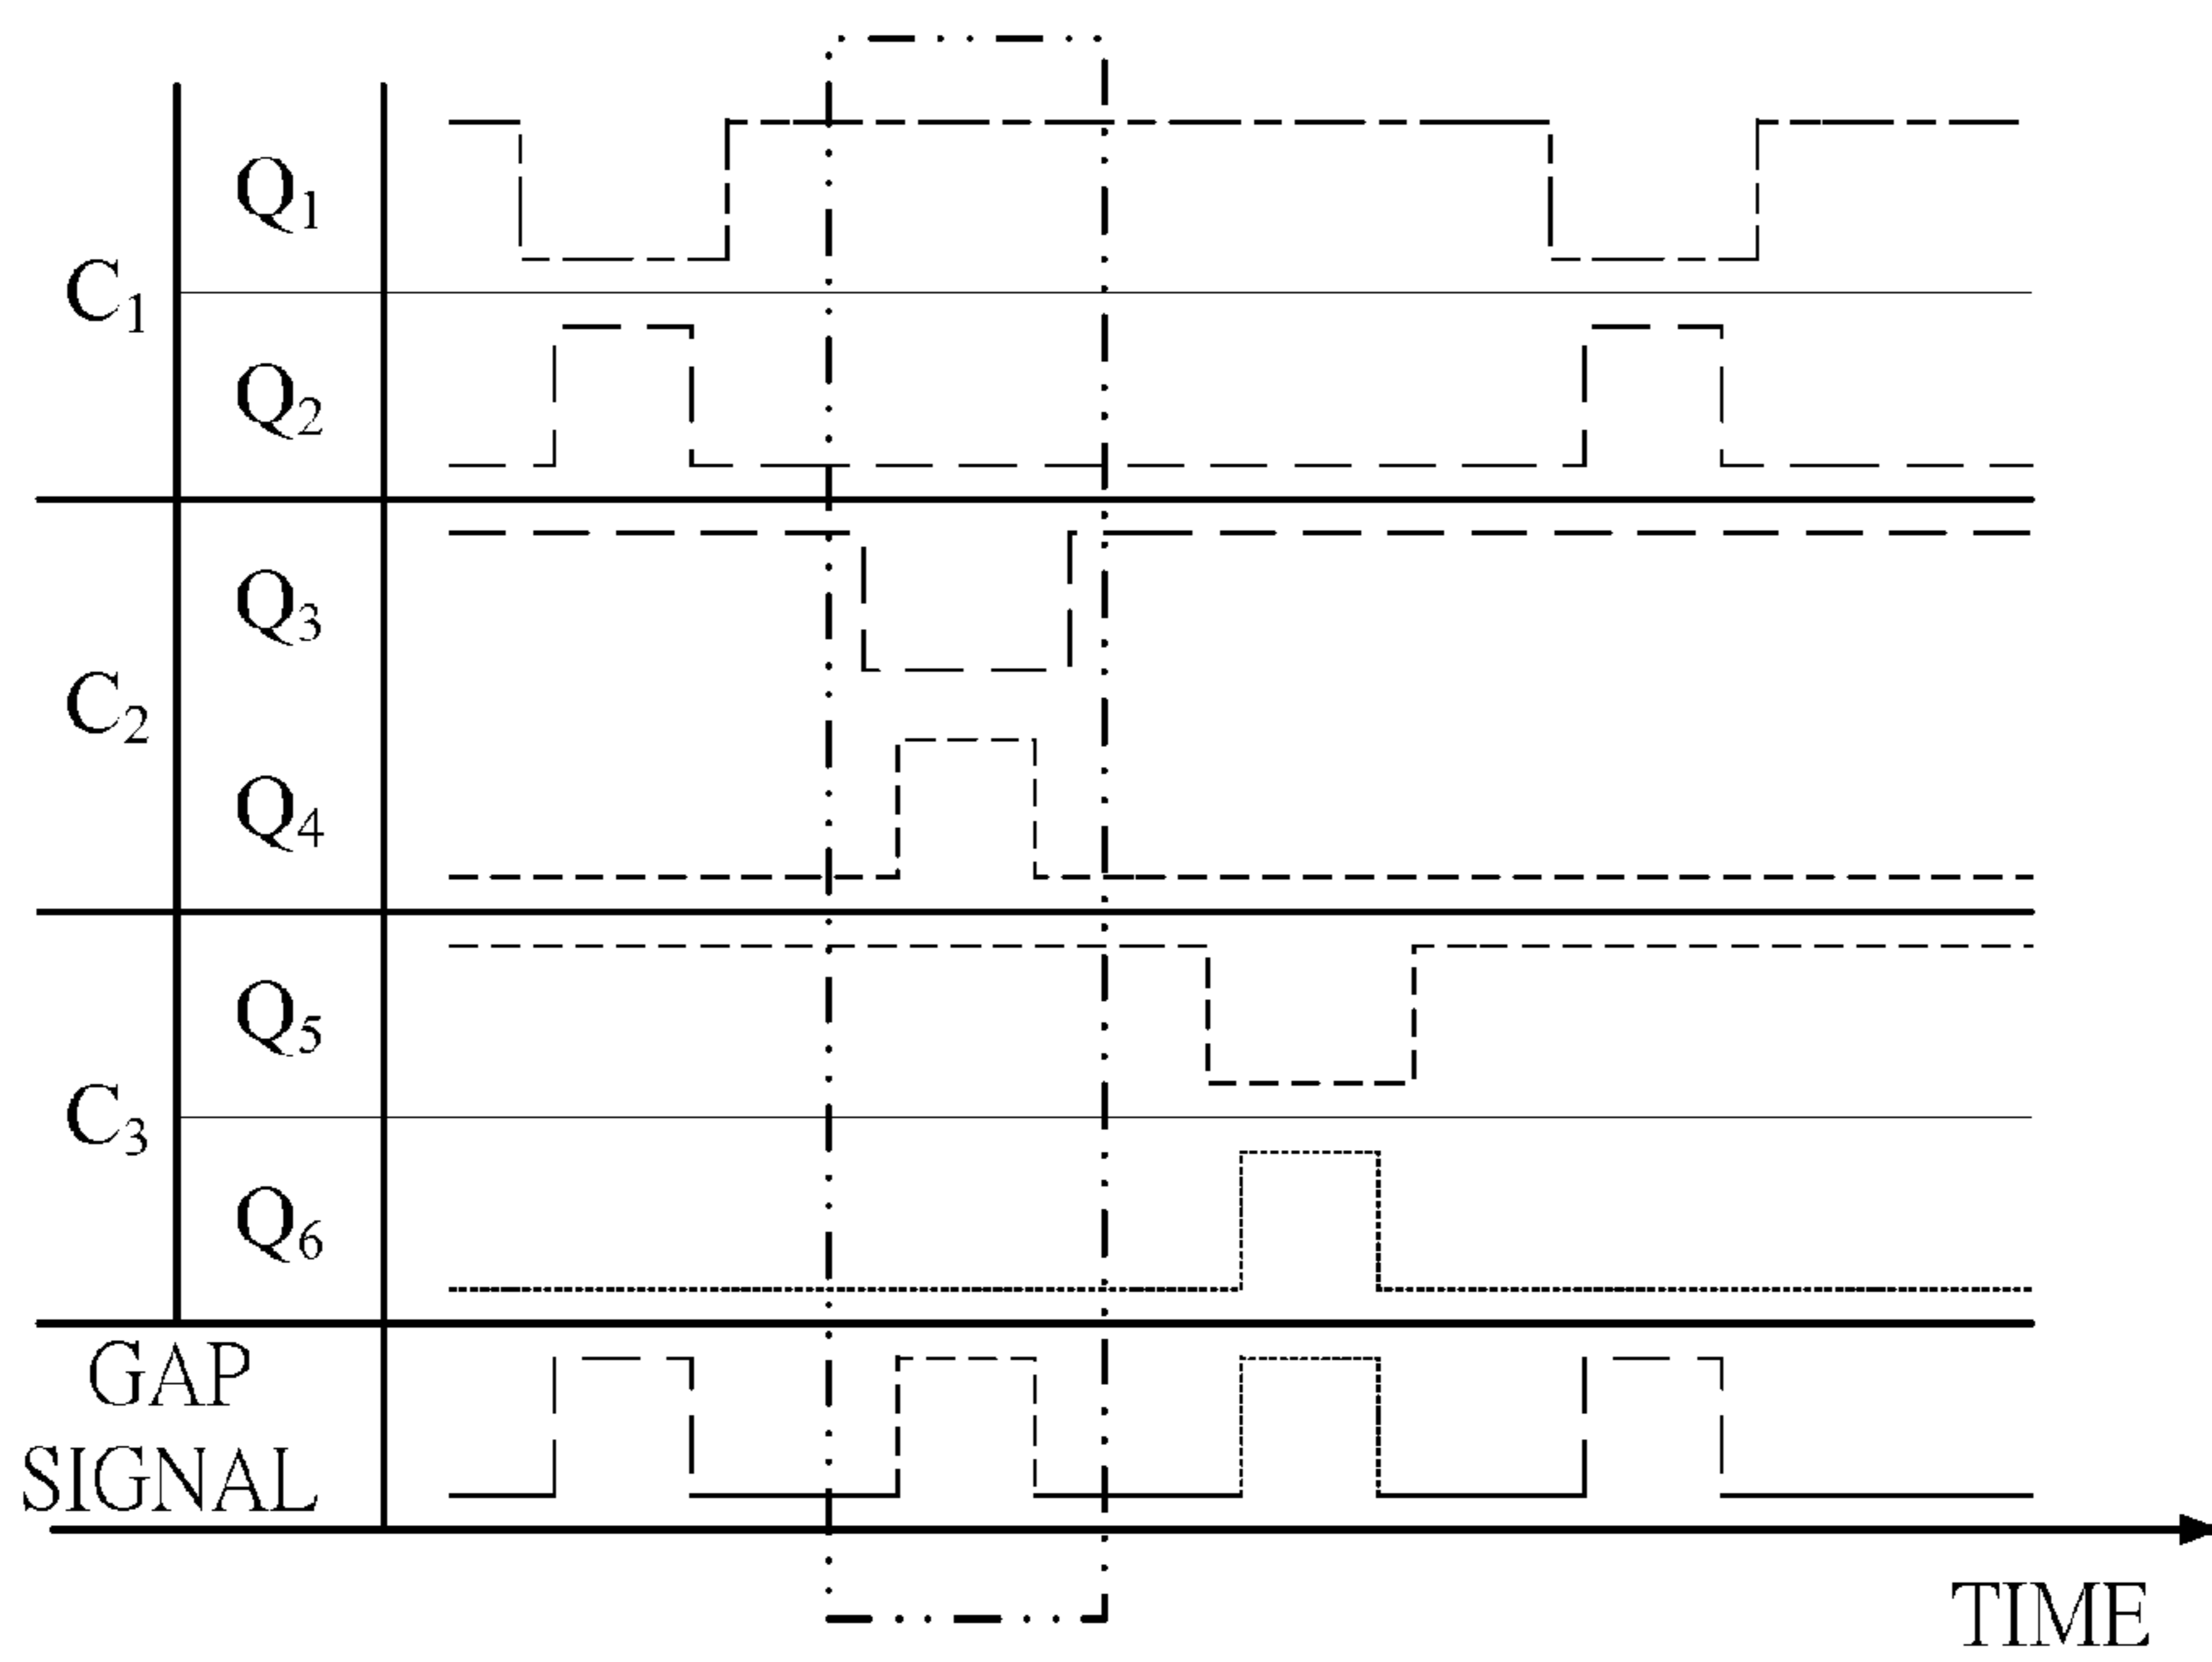 Q₁
C₁
Q₂
Q₃
C₂
Q₄
Q₅
C₃
Q₆
GAP
SIGNAL
TIME